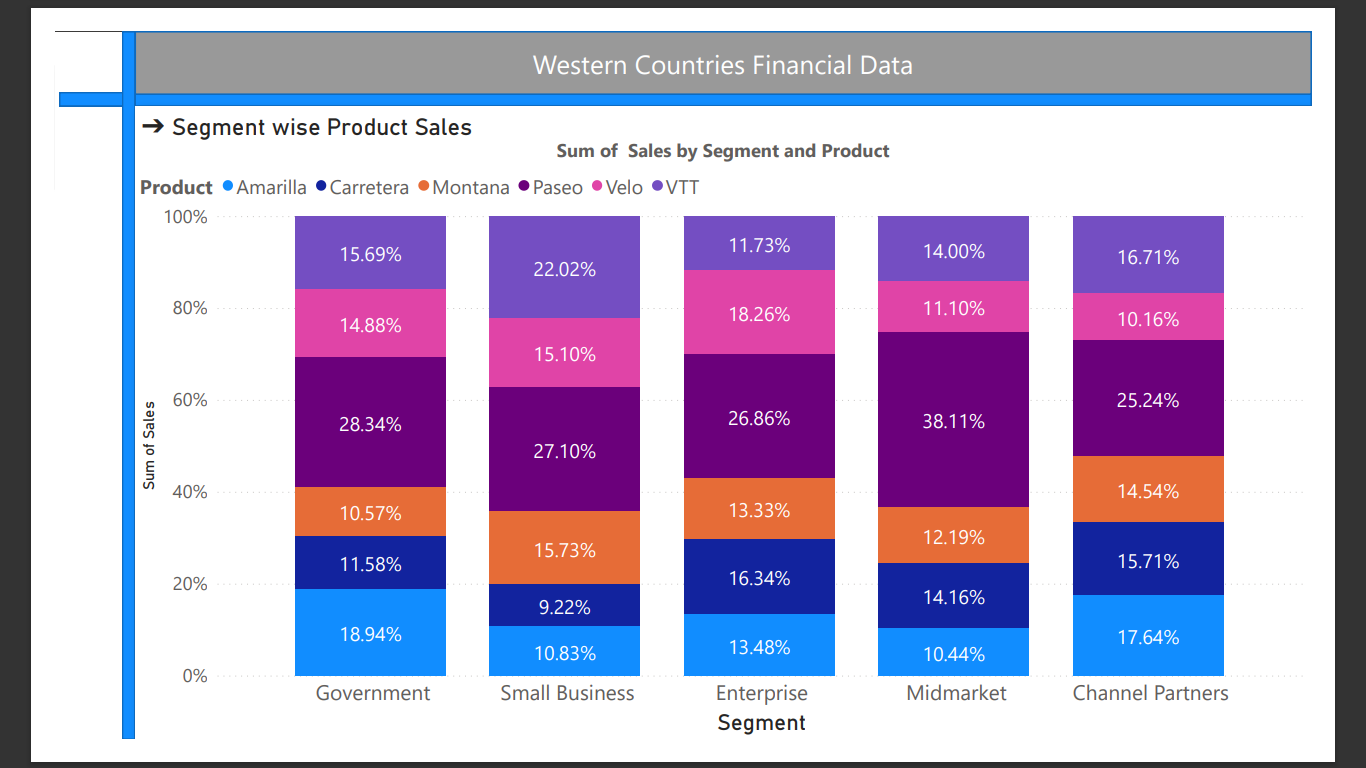 Western Countries Financial Data
➔ Segment wise Product Sales
Sum of Sales by Segment and Product
Product Amarilla Carretera Montana Paseo Velo VTT
100%
80%
60%
40%
20%
0%
Sum of Sales
15.69% 22.02% 11.73% 14.00% 16.71%
14.88% 15.10% 18.26% 11.10% 10.16%
28.34% 27.10% 26.86% 38.11% 25.24%
10.57% 15.73% 13.33% 12.19% 14.54%
11.58% 9.22% 16.34% 14.16% 15.71%
18.94% 10.83% 13.48% 10.44% 17.64%
Government Small Business Enterprise Midmarket Channel Partners
Segment